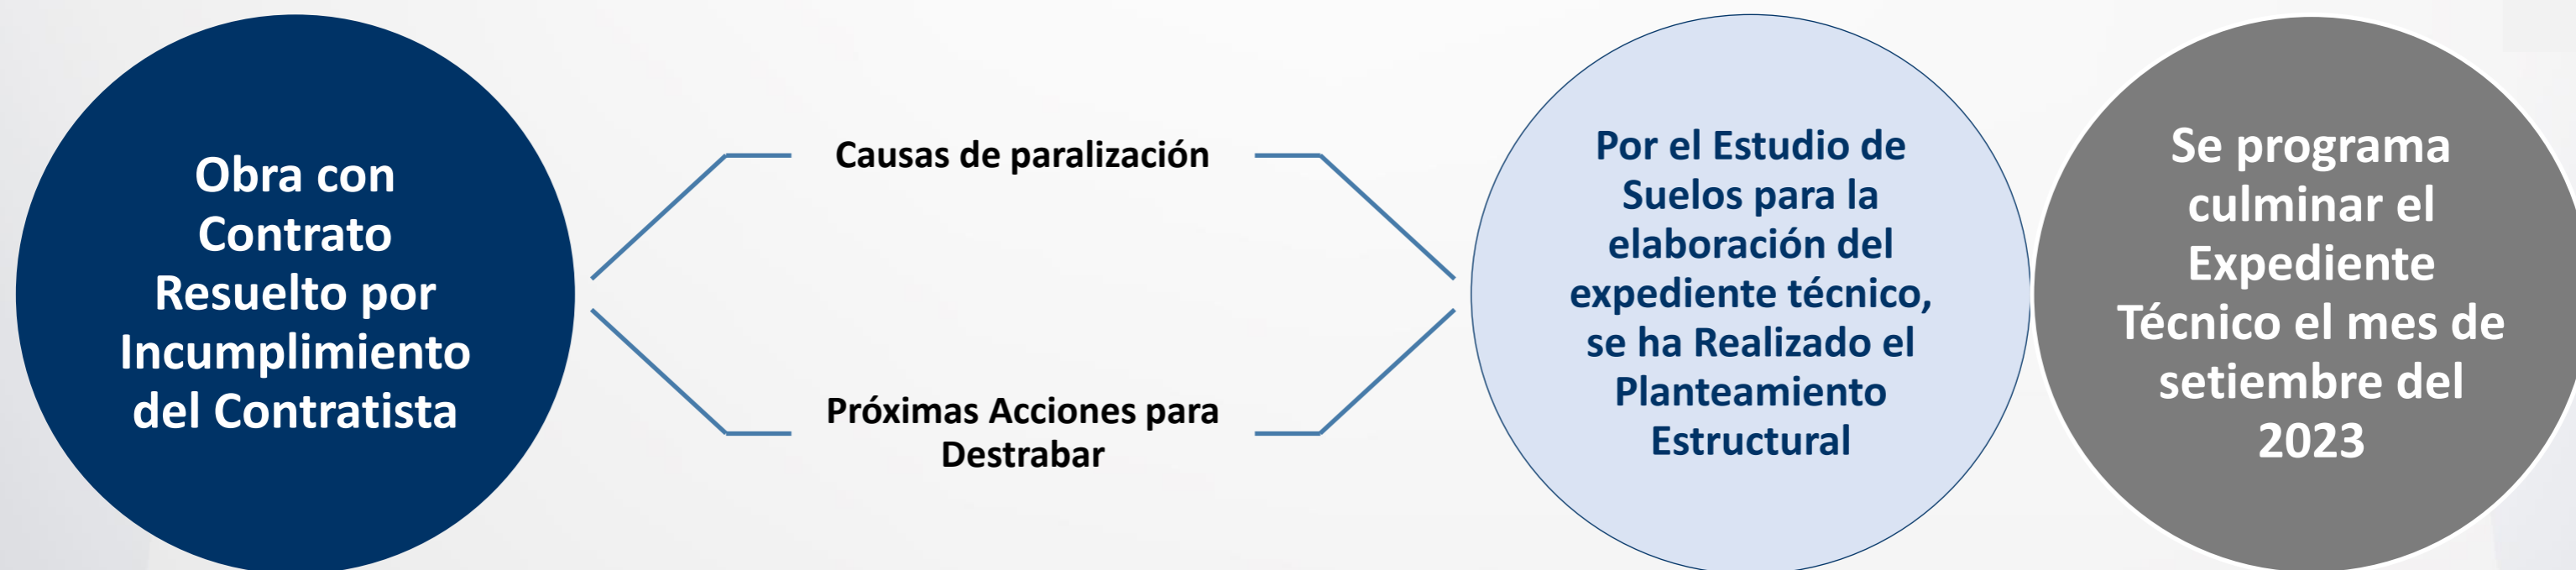 Obra con
Contrato
Resuelto por
Incumplimiento
del Contratista
Causas de paralización
Próximas Acciones para
Destrabar
Por el Estudio de
Suelos para la
elaboración del
expediente técnico,
se ha Realizado el
Planteamiento
Estructural
Se programa
culminar el
Expediente
Técnico el mes de
setiembre del
2023